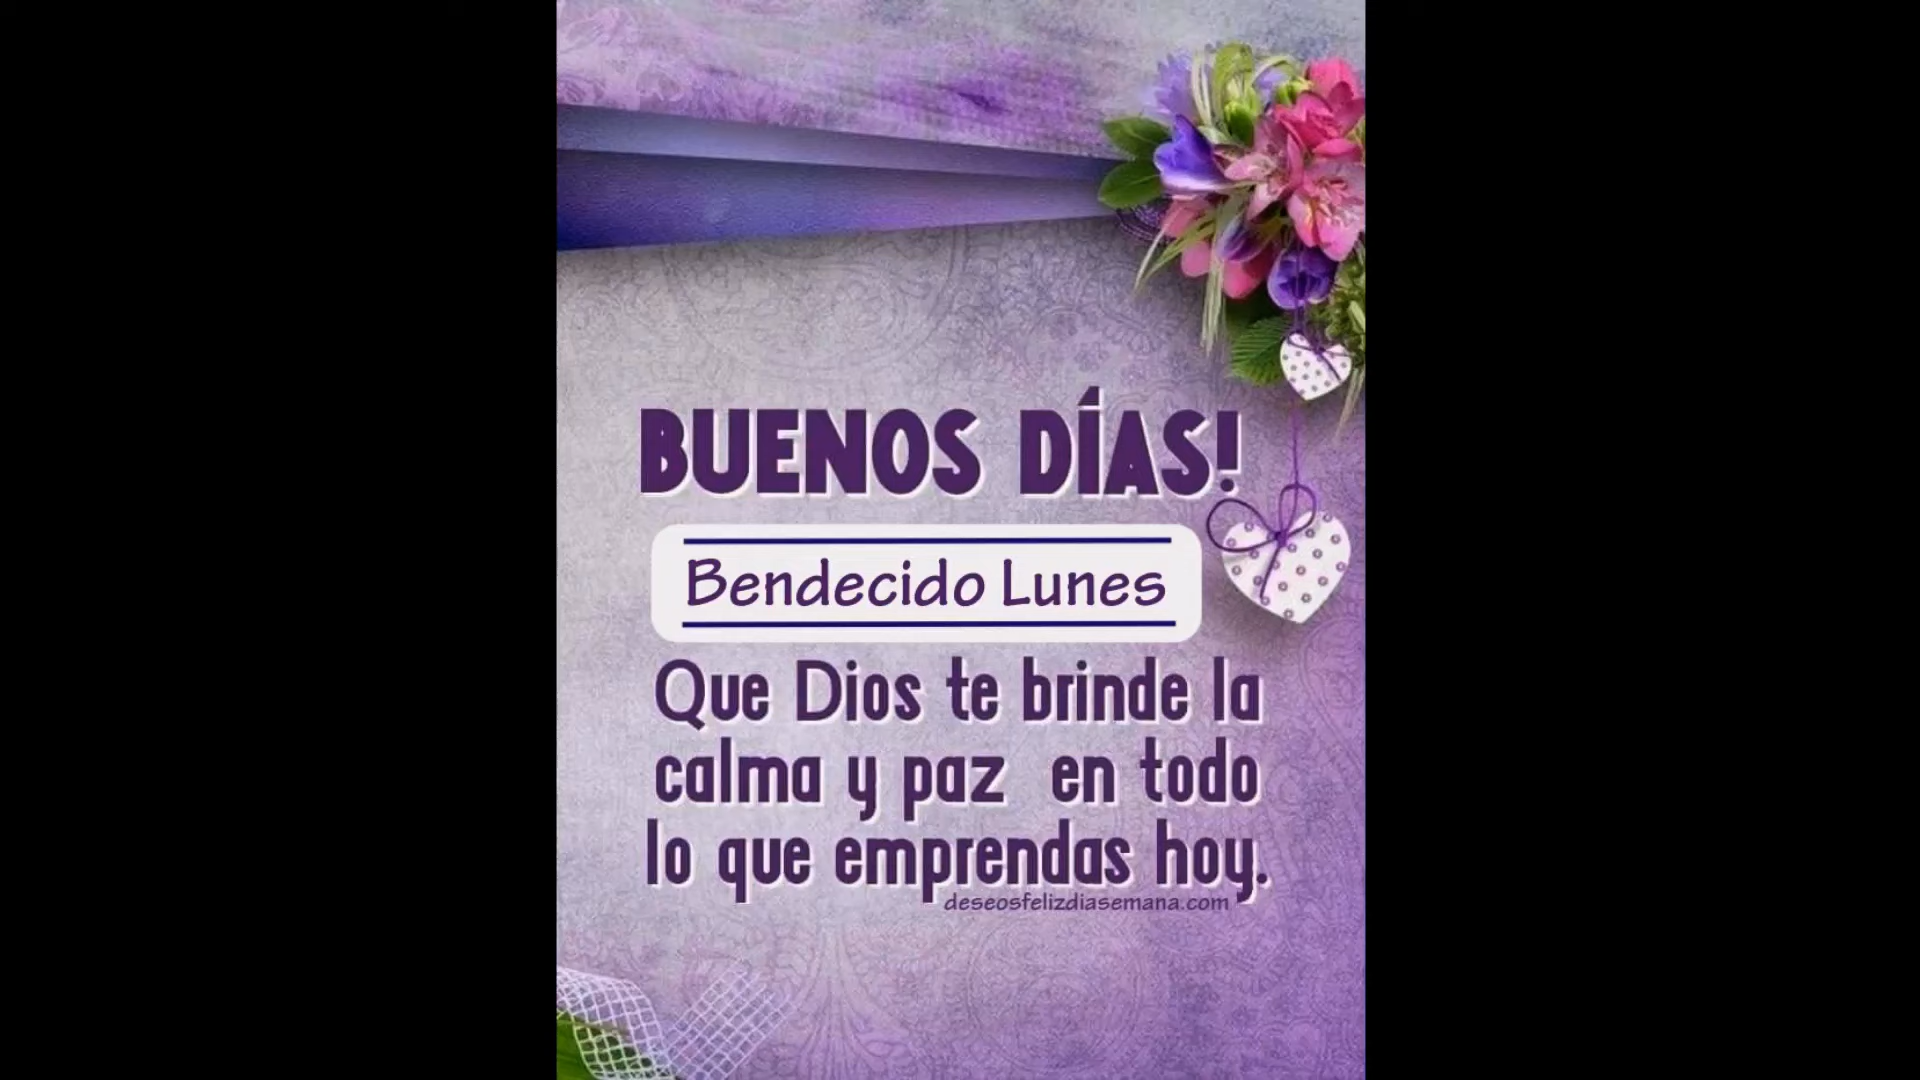 BUENOS DÍAS!
Bendecido Lunes
Que Dios te brinde la
calma y paz en todo
lo que emprendas hoy.
deseosfelizdiasemana.com